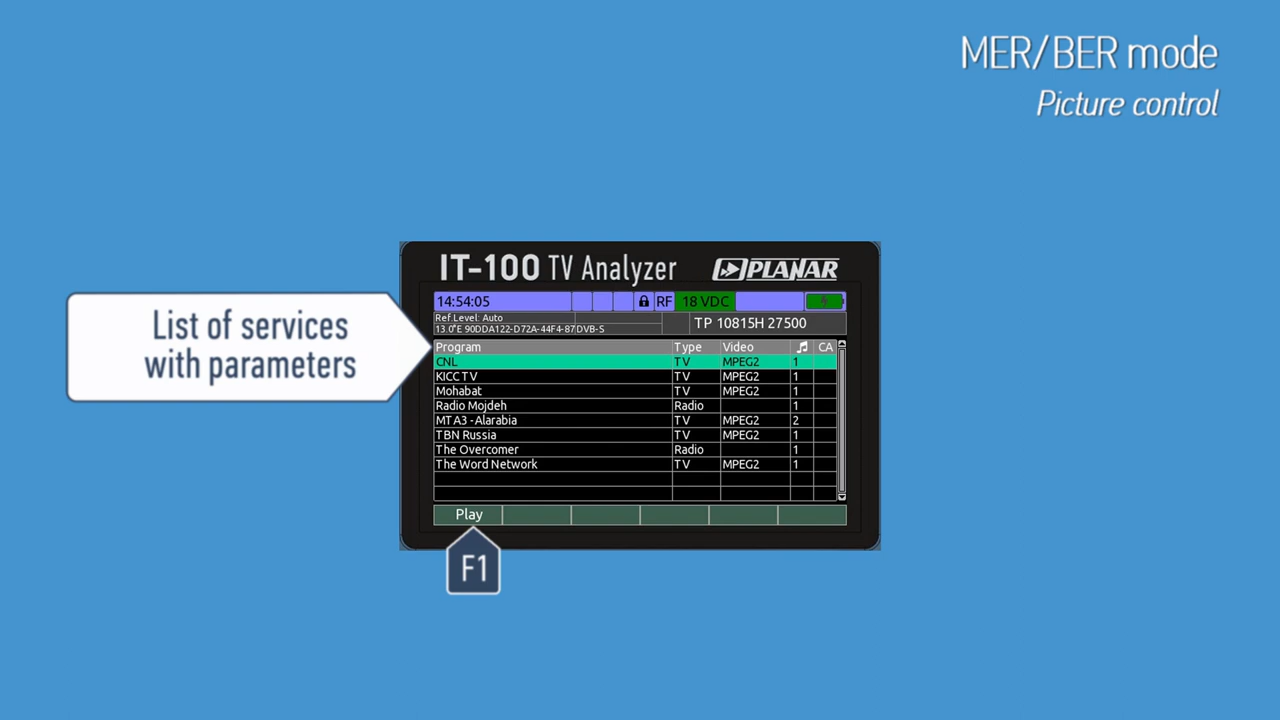 MER/BER mode
Picture control
IT-100 TV Analyzer PLANAR
14:54:05 RF 18 VDC
Ref.Level: Auto
13.0°E 90DDA122-D72A-44F4-87 DVB-S
TP 10815H 27500
List of services
with parameters
Program Type Video CA
CNL TV MPEG2 1
KICC TV TV MPEG2 1
Mohabat TV MPEG2 1
Radio Mojdeh Radio 1
MTA3 - Alarabia TV MPEG2 2
TBN Russia TV MPEG2 1
The Overcomer Radio 1
The Word Network TV MPEG2 1
Play
F1